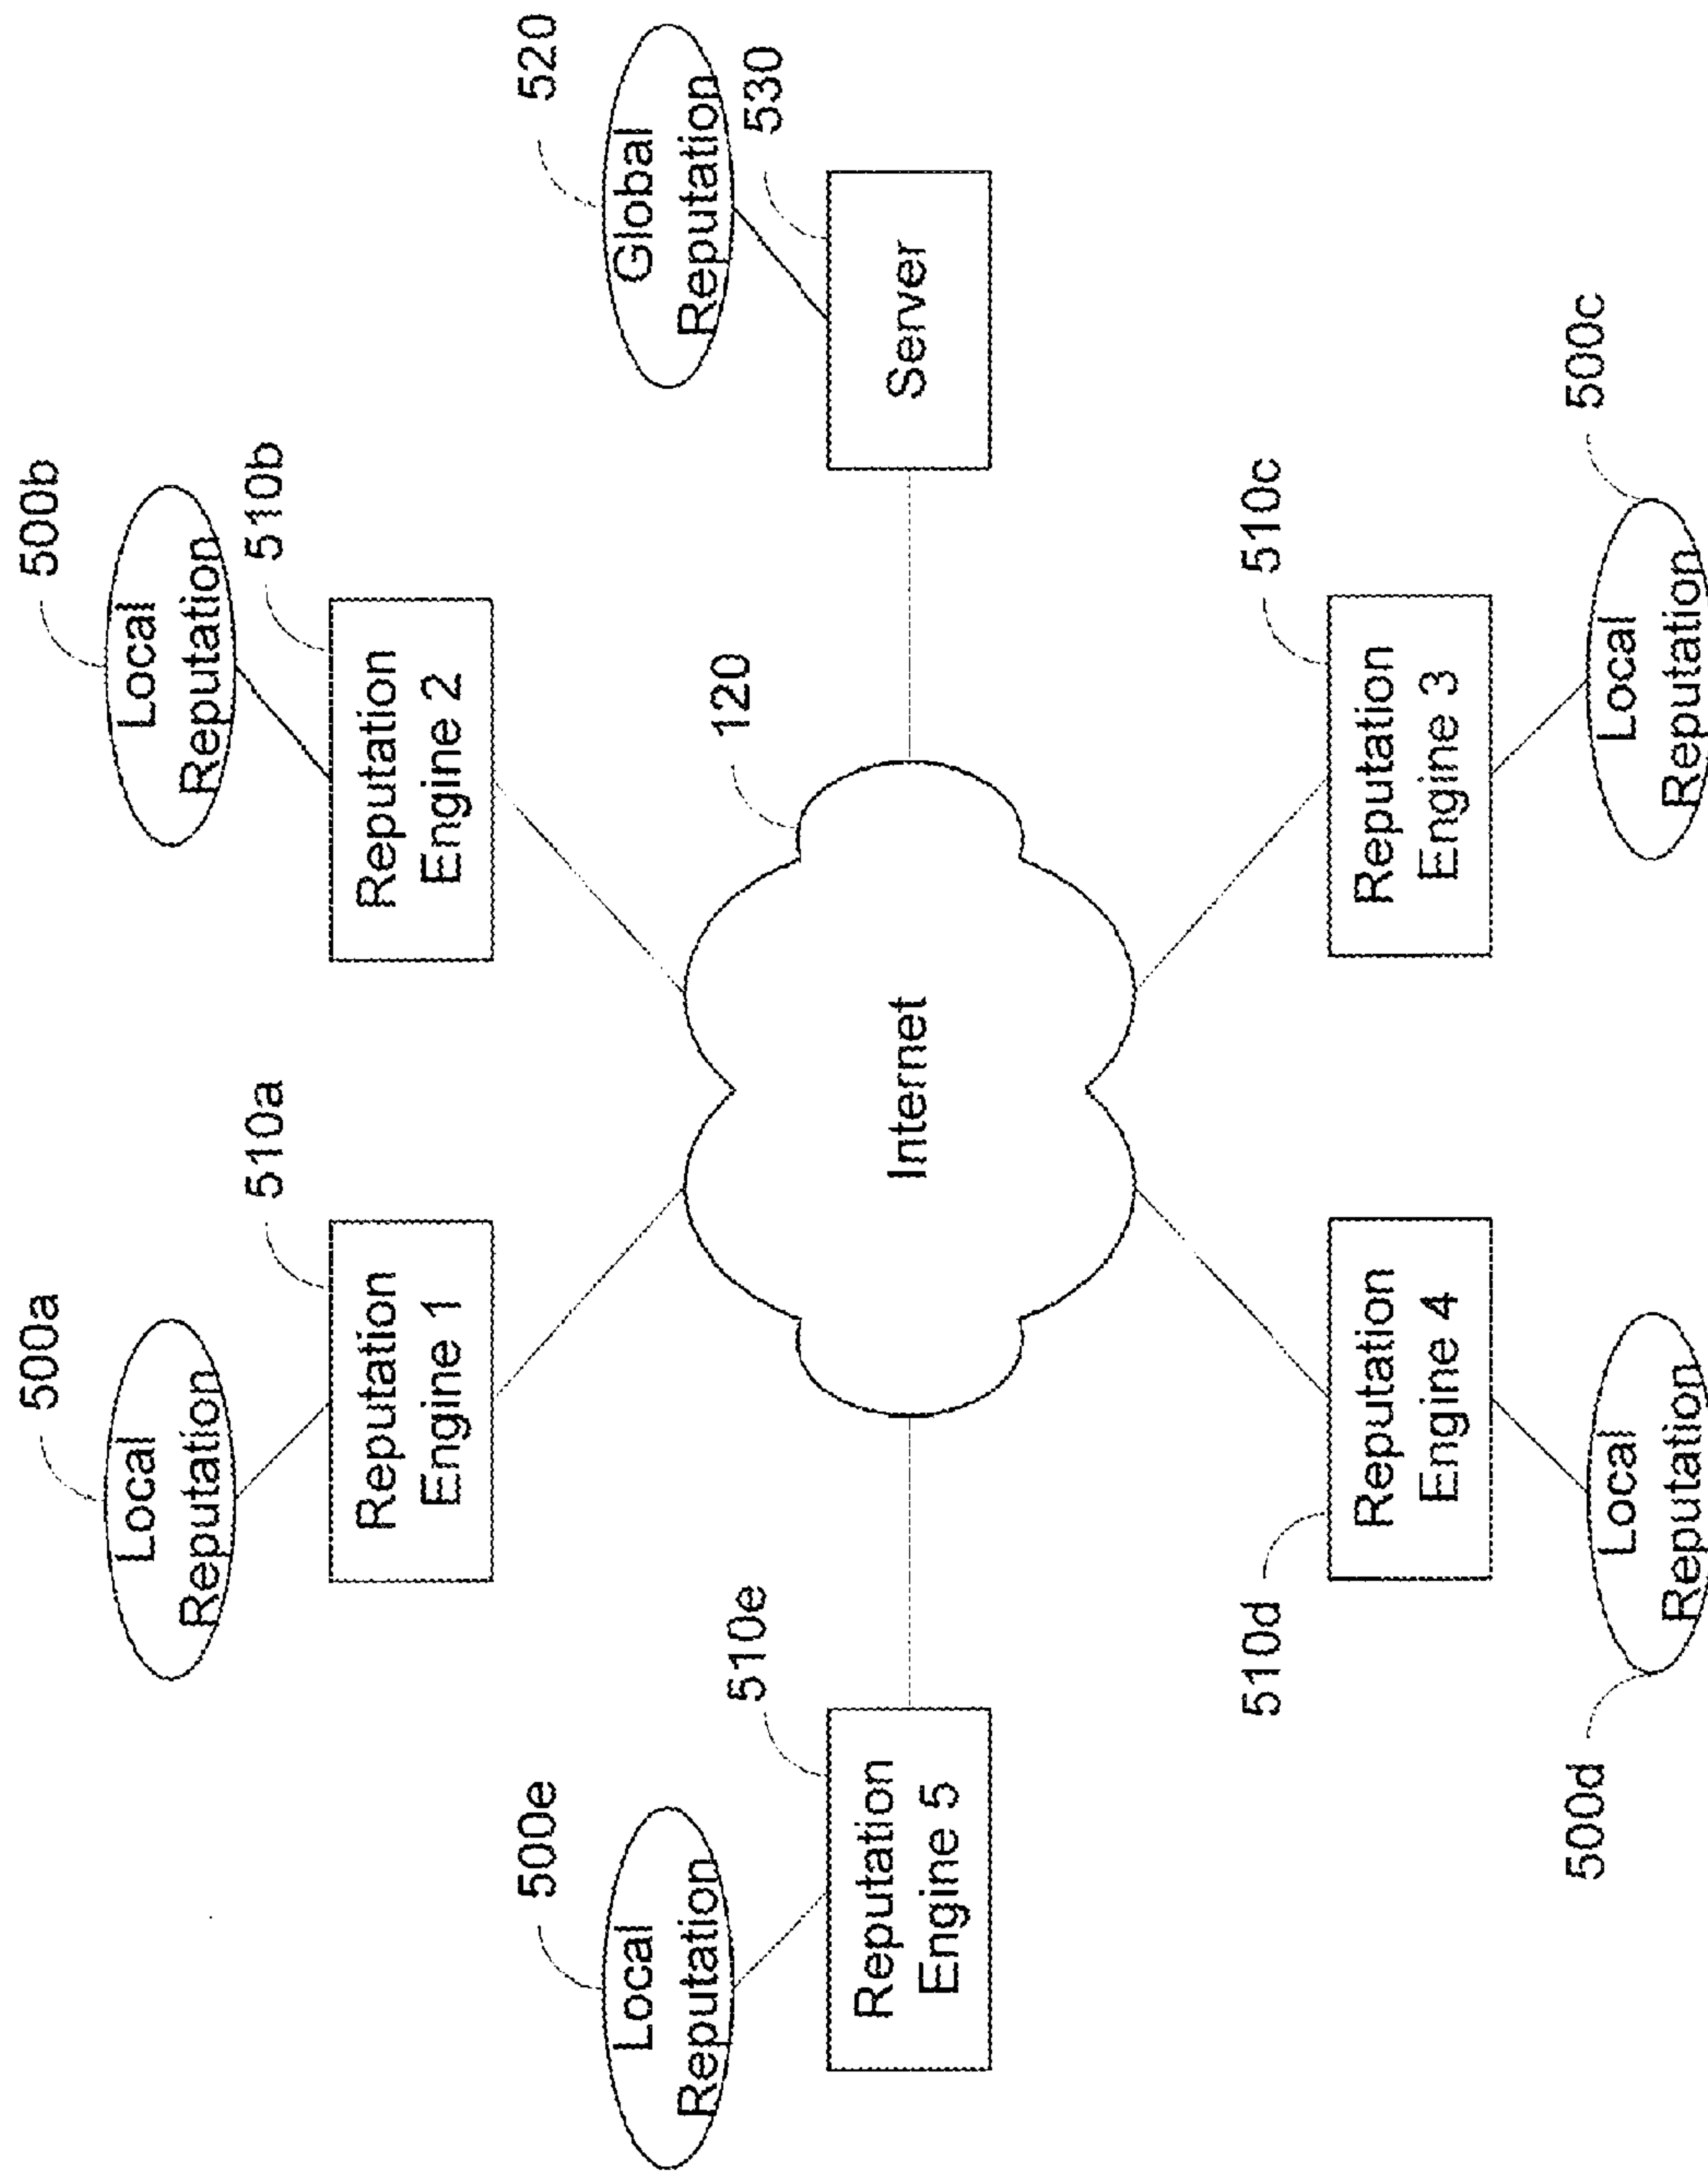 500a
Local
Reputation
510a
Reputation
Engine 1
500b
Local
Reputation
510b
Reputation
Engine 2
500e
Local
Reputation
510e
Reputation
Engine 5
120
Internet
520
Global
Reputation
530
Server
510d
Reputation
Engine 4
500d
Local
Reputation
510c
Reputation
Engine 3
500c
Local
Reputation